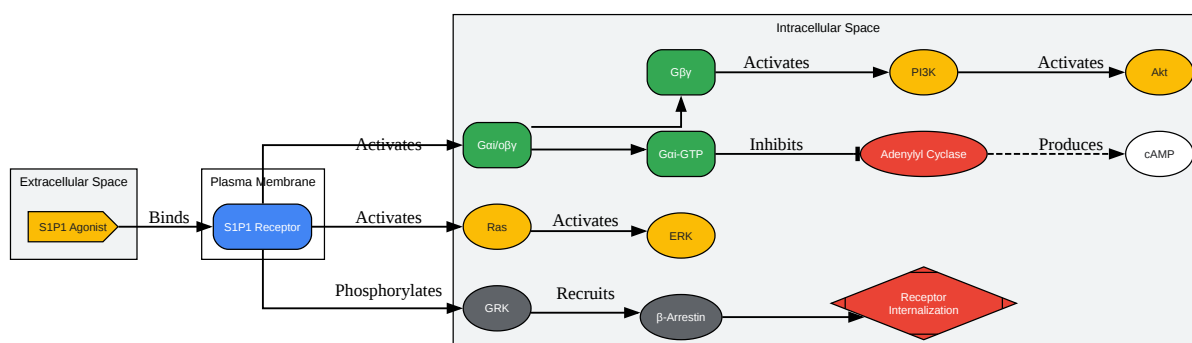 Intracellular Space
Gβγ
Activates
PI3K
Activates
Akt
Activates
Gαi/oβγ
Gαi-GTP
Inhibits
Adenylyl Cyclase
Produces
cAMP
Extracellular Space
Plasma Membrane
S1P1 Agonist
Binds
S1P1 Receptor
Activates
Ras
Activates
ERK
Phosphorylates
GRK
Recruits
β-Arrestin
Receptor
Internalization